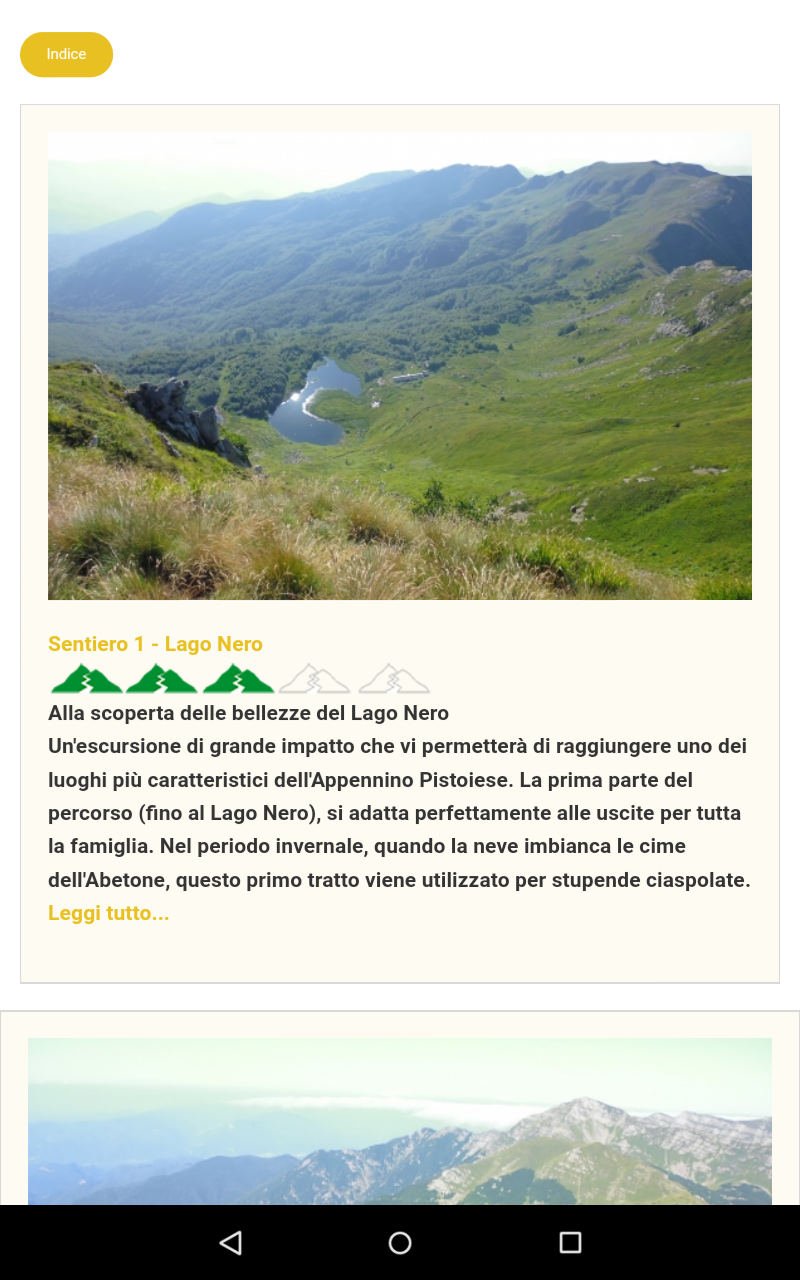 Indice
Sentiero 1 - Lago Nero
Alla scoperta delle bellezze del Lago Nero
Un'escursione di grande impatto che vi permetterà di raggiungere uno dei
luoghi più caratteristici dell'Appennino Pistoiese. La prima parte del
percorso (fino al Lago Nero), si adatta perfettamente alle uscite per tutta
la famiglia. Nel periodo invernale, quando la neve imbianca le cime
dell'Abetone, questo primo tratto viene utilizzato per stupende ciaspolate.
Leggi tutto...